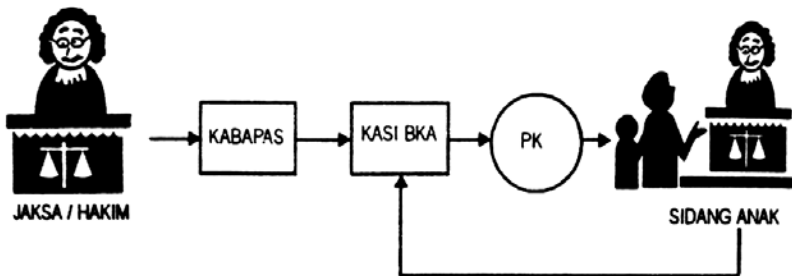 JAKSA / HAKIM
KABAPAS
KASI BKA
PK
SIDANG ANAK